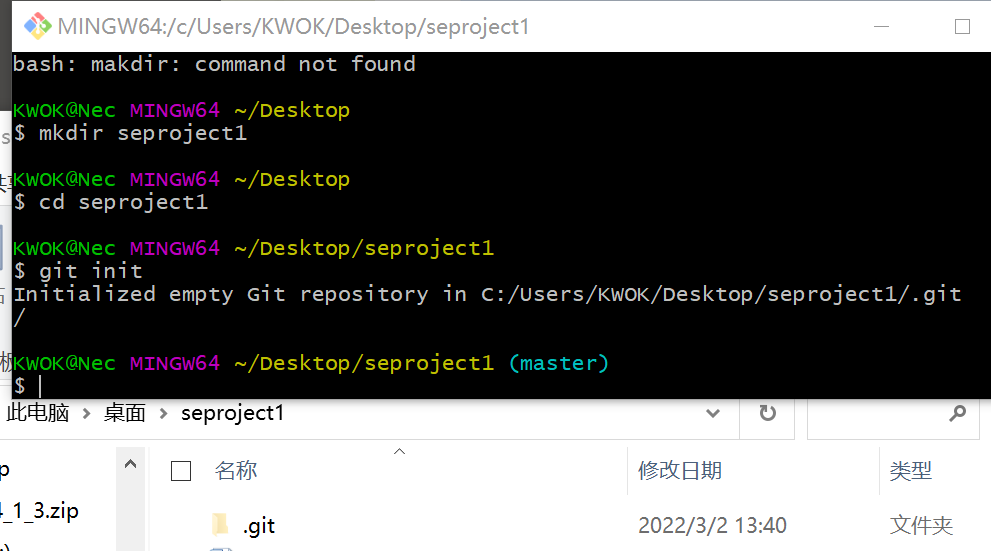 MINGW64:/c/Users/KWOK/Desktop/seproject1
bash: makdir: command not found
KWOK@Nec MINGW64 ~/Desktop
$ mkdir seproject1
KWOK@Nec MINGW64 ~/Desktop
$ cd seproject1
KWOK@Nec MINGW64 ~/Desktop/seproject1
$ git init
Initialized empty Git repository in C:/Users/KWOK/Desktop/seproject1/.git
/
KWOK@Nec MINGW64 ~/Desktop/seproject1 (master)
$
此电脑 > 桌面 > seproject1
名称 修改日期 类型
4_1_3.zip
.git 2022/3/2 13:40 文件夹